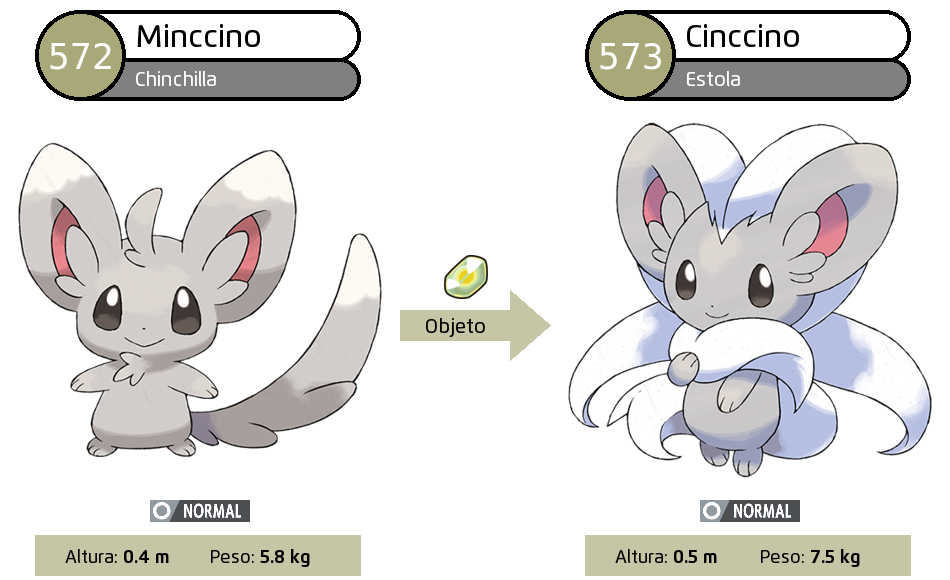 572 Minccino
Chinchilla
573 Cinccino
Estola
Objeto
NORMAL
NORMAL
Altura: 0.4 m Peso: 5.8 kg
Altura: 0.5 m Peso: 7.5 kg